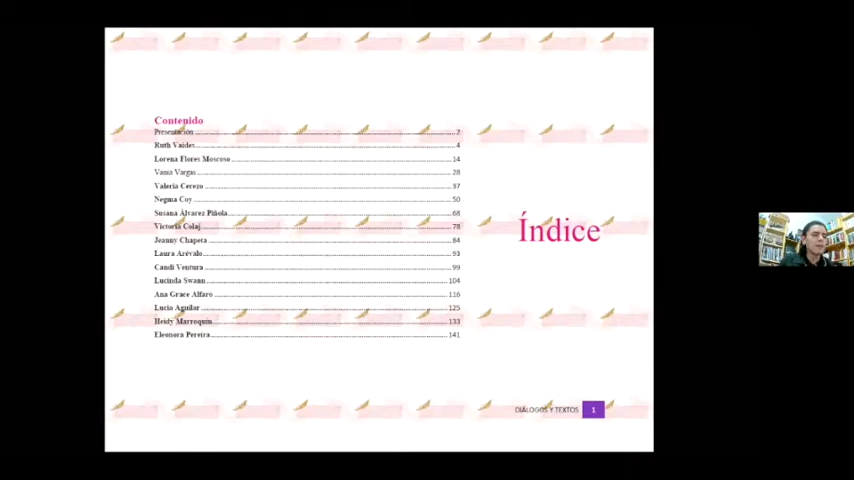 Contenido
Presentación 2
Ruth Vaides 4
Lorena Flores Moscoso 14
Vania Vargas 28
Valeria Cerezo 37
Negma Coy 50
Susana Álvarez Piñola 68
Victoria Colaj 78
Jeanny Chapeta 84
Laura Arévalo 93
Candi Ventura 99
Lucinda Swann 104
Ana Grace Alfaro 116
Lucía Aguilar 125
Heidy Marroquín 133
Eleonora Pereira 141
Índice
DIÁLOGOS Y TEXTOS 1